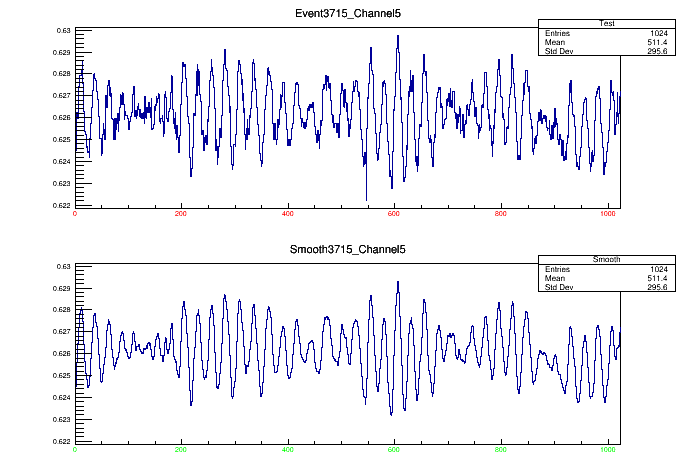 Event3715_Channel5
Test
Entries 1024
Mean 511.4
Std Dev 295.6
0.63
0.629
0.628
0.627
0.626
0.625
0.624
0.623
0.622
0 200 400 600 800 1000
Smooth3715_Channel5
Smooth
Entries 1024
Mean 511.4
Std Dev 295.6
0.63
0.629
0.628
0.627
0.626
0.625
0.624
0.623
0.622
0 200 400 600 800 1000